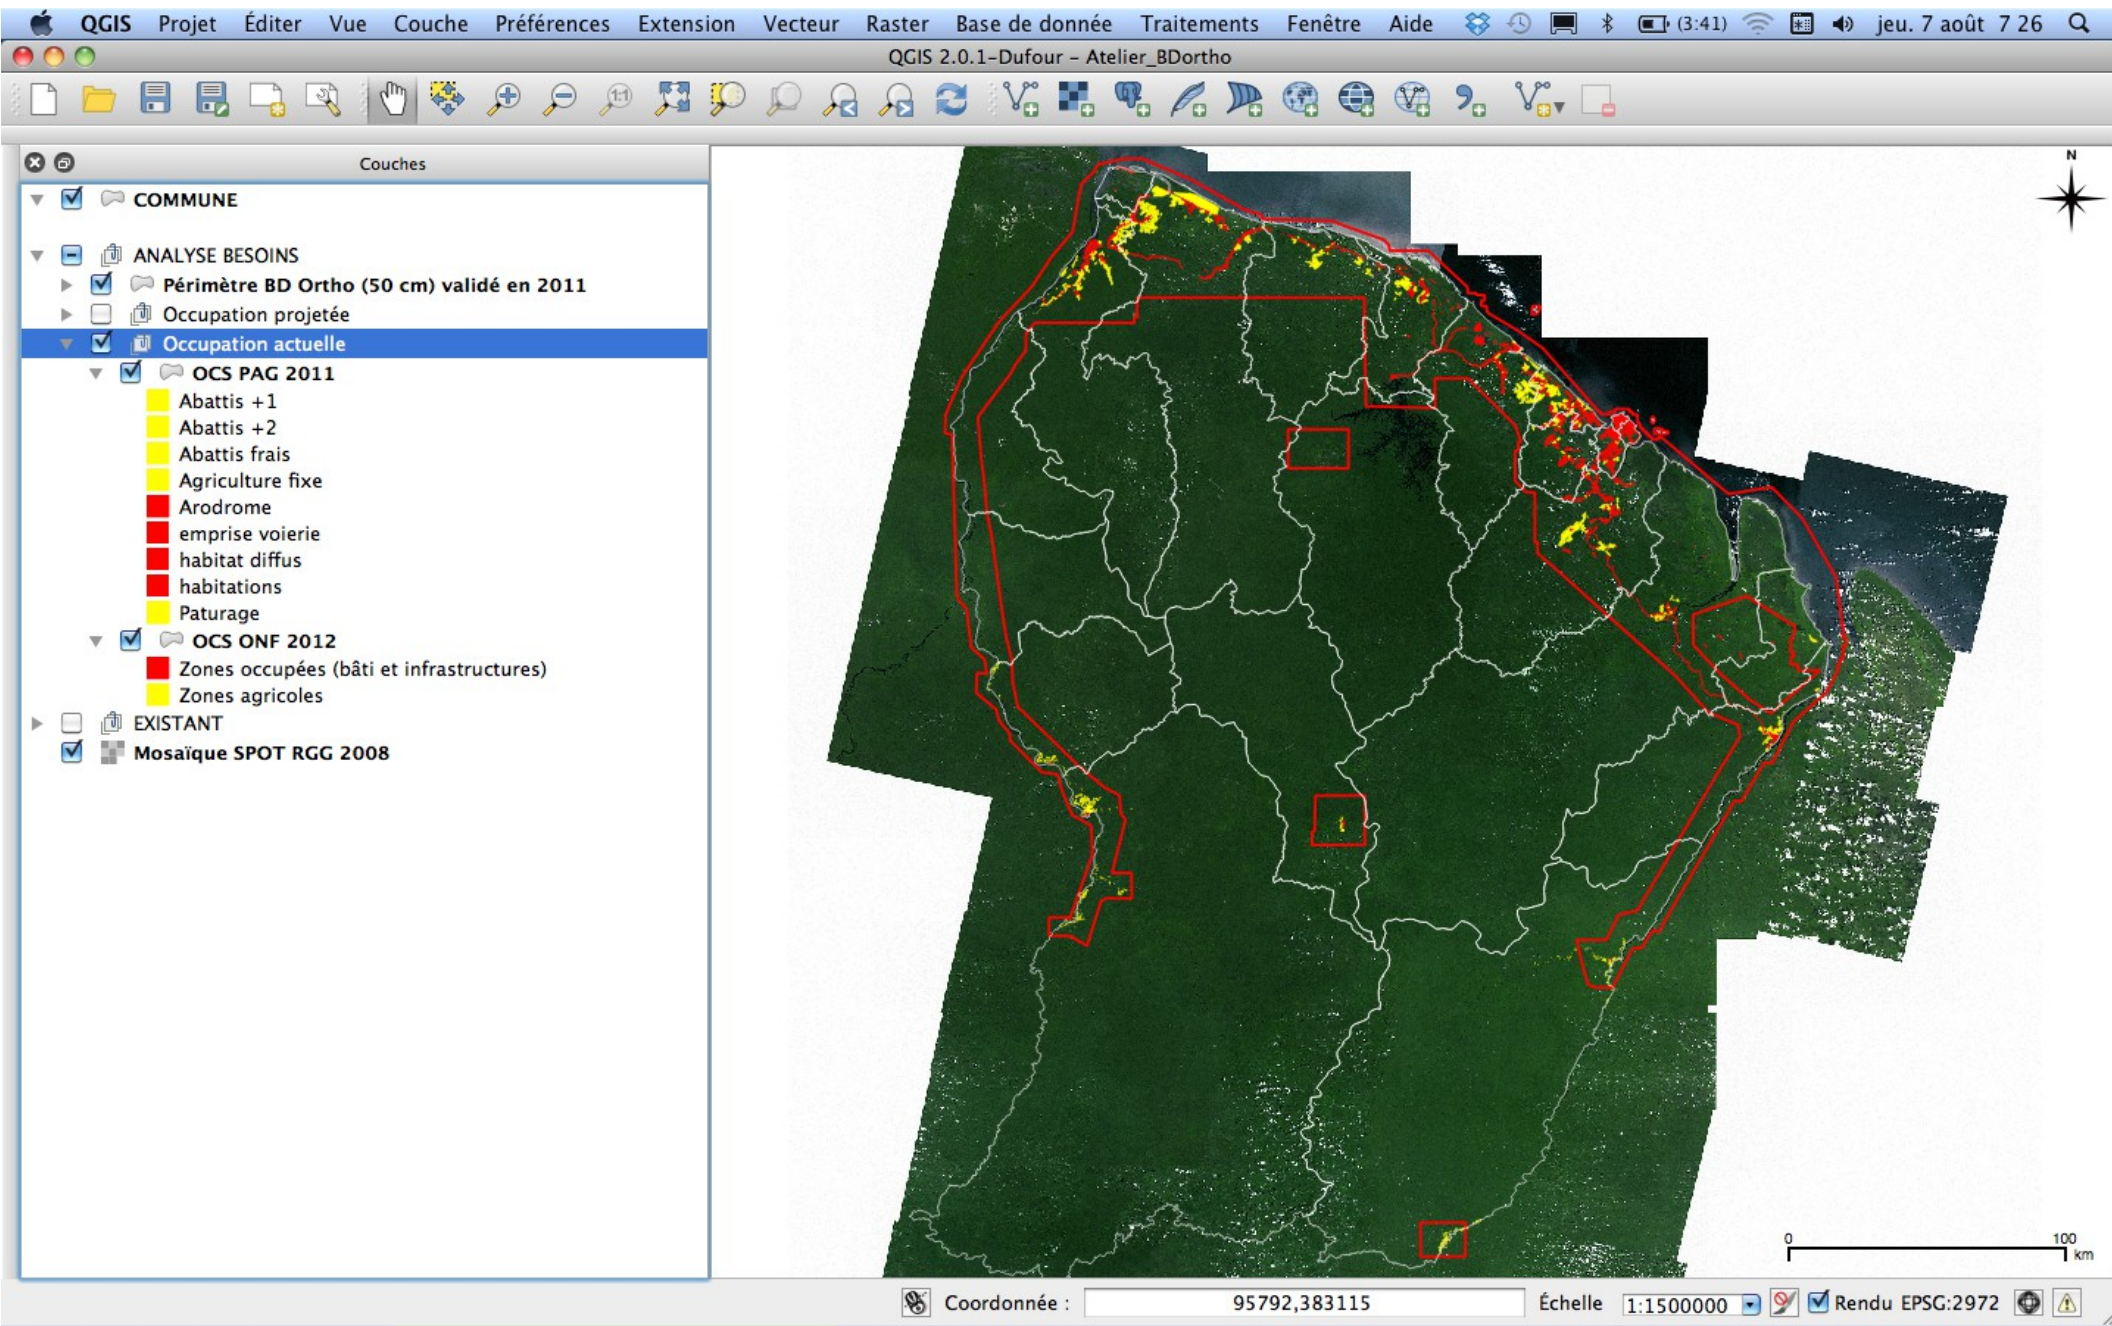 QGIS Projet Éditer Vue Couche Préférences Extension Vecteur Raster Base de donnée Traitements Fenêtre Aide (3:41) jeu. 7 août 7 26
QGIS 2.0.1-Dufour – Atelier_BDortho
1:1
Couches
COMMUNE
ANALYSE BESOINS
Périmètre BD Ortho (50 cm) validé en 2011
Occupation projetée
Occupation actuelle
OCS PAG 2011
Abattis +1
Abattis +2
Abattis frais
Agriculture fixe
Arodrome
emprise voierie
habitat diffus
habitations
Paturage
OCS ONF 2012
Zones occupées (bâti et infrastructures)
Zones agricoles
EXISTANT
Mosaïque SPOT RGG 2008
N
0 100
km
Coordonnée : 95792,383115 Échelle 1:1500000 Rendu EPSG:2972